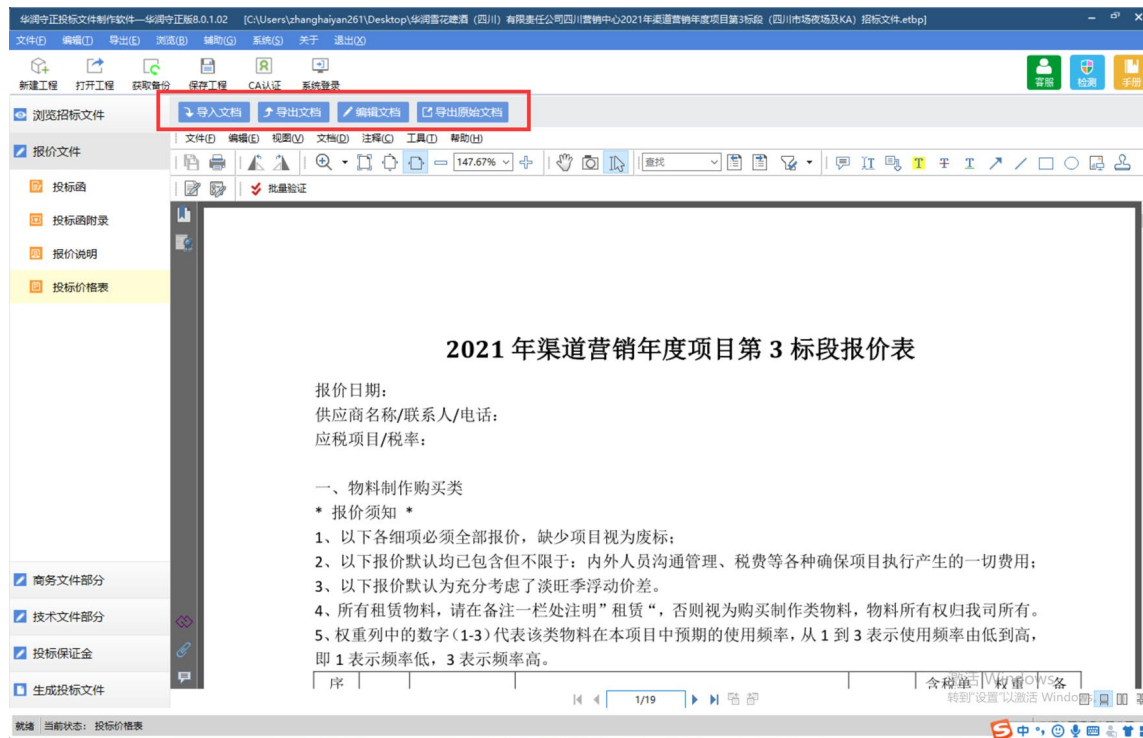 华润守正投标文件制作软件—华润守正版8.0.1.02 [C:\Users\zhanghaiyan261\Desktop\华润雪花啤酒（四川）有限责任公司四川营销中心2021年渠道营销年度项目第3标段（四川市场夜场及KA）招标文件.etbp]
文件(F) 编辑(T) 导出(E) 浏览(B) 辅助(G) 系统(S) 关于 退出(X)
新建工程 打开工程 获取备份 保存工程 CA认证 系统登录 客服 检测 手册
浏览招标文件
导入文档 导出文档 编辑文档 导出原始文档
文件(F) 编辑(E) 视图(V) 文档(D) 注释(C) 工具(T) 帮助(H)
报价文件
147.67% 查找
投标函
批量验证
投标函附录
报价说明
投标价格表
2021 年渠道营销年度项目第 3 标段报价表
报价日期：
供应商名称/联系人/电话：
应税项目/税率：
一、物料制作购买类
* 报价须知 *
1、以下各细项必须全部报价，缺少项目视为废标；
2、以下报价默认均已包含但不限于：内外人员沟通管理、税费等各种确保项目执行产生的一切费用；
3、以下报价默认为充分考虑了淡旺季浮动价差。
4、所有租赁物料，请在备注一栏处注明”租赁“，否则视为购买制作类物料，物料所有权归我司所有。
5、权重列中的数字（1-3）代表该类物料在本项目中预期的使用频率，从 1 到 3 表示使用频率由低到高，
即 1 表示频率低，3 表示频率高。
序 含税单 权重 备
商务文件部分
技术文件部分
投标保证金
生成投标文件
1/19
激活 Windows
转到"设置"以激活 Windows。
就绪 当前状态：投标价格表
中